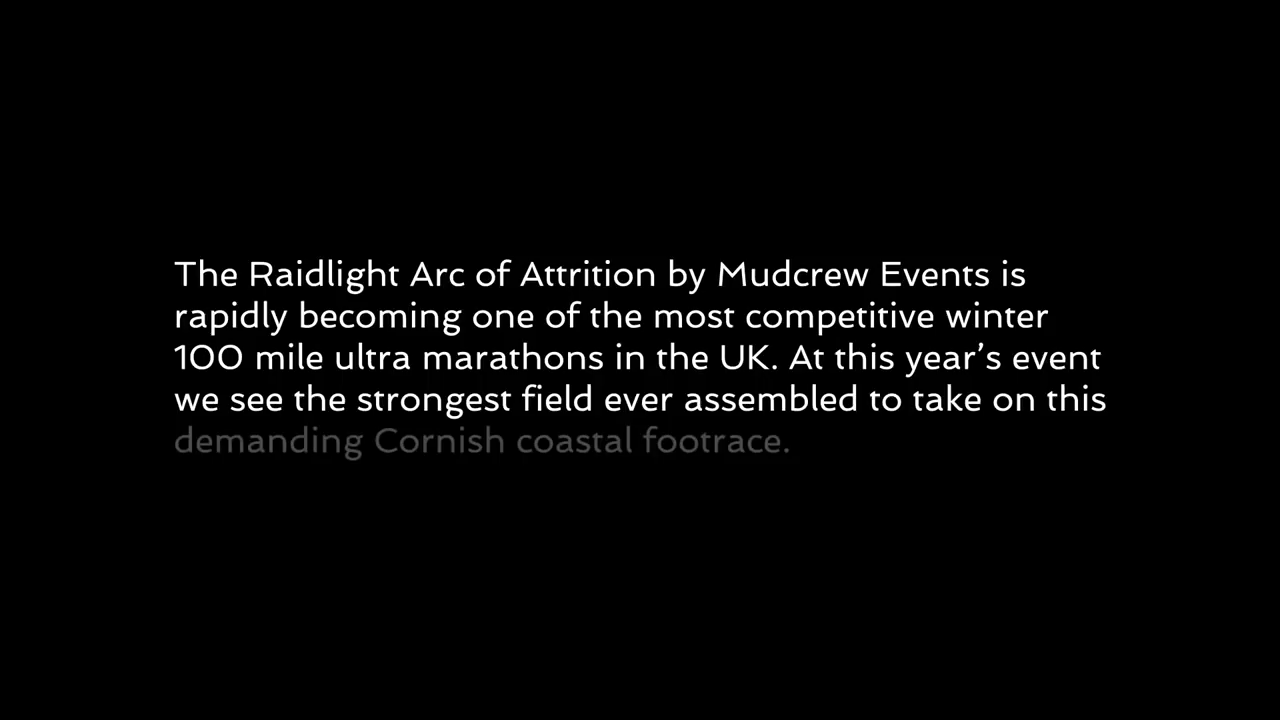 The Raidlight Arc of Attrition by Mudcrew Events is
rapidly becoming one of the most competitive winter
100 mile ultra marathons in the UK. At this year’s event
we see the strongest field ever assembled to take on this
demanding Cornish coastal footrace.